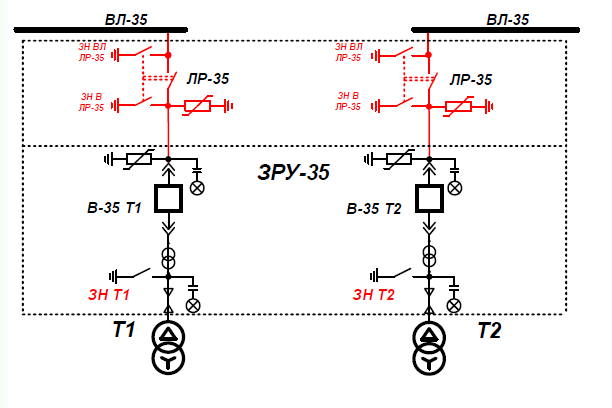 ВЛ-35
ВЛ-35
ЗН ВЛ
ЛР-35
ЛР-35
ЗН В
ЛР-35
ЗН ВЛ
ЛР-35
ЛР-35
ЗН В
ЛР-35
ЗРУ-35
В-35 Т1
В-35 Т2
ЗН Т1
ЗН Т2
Т1
Т2